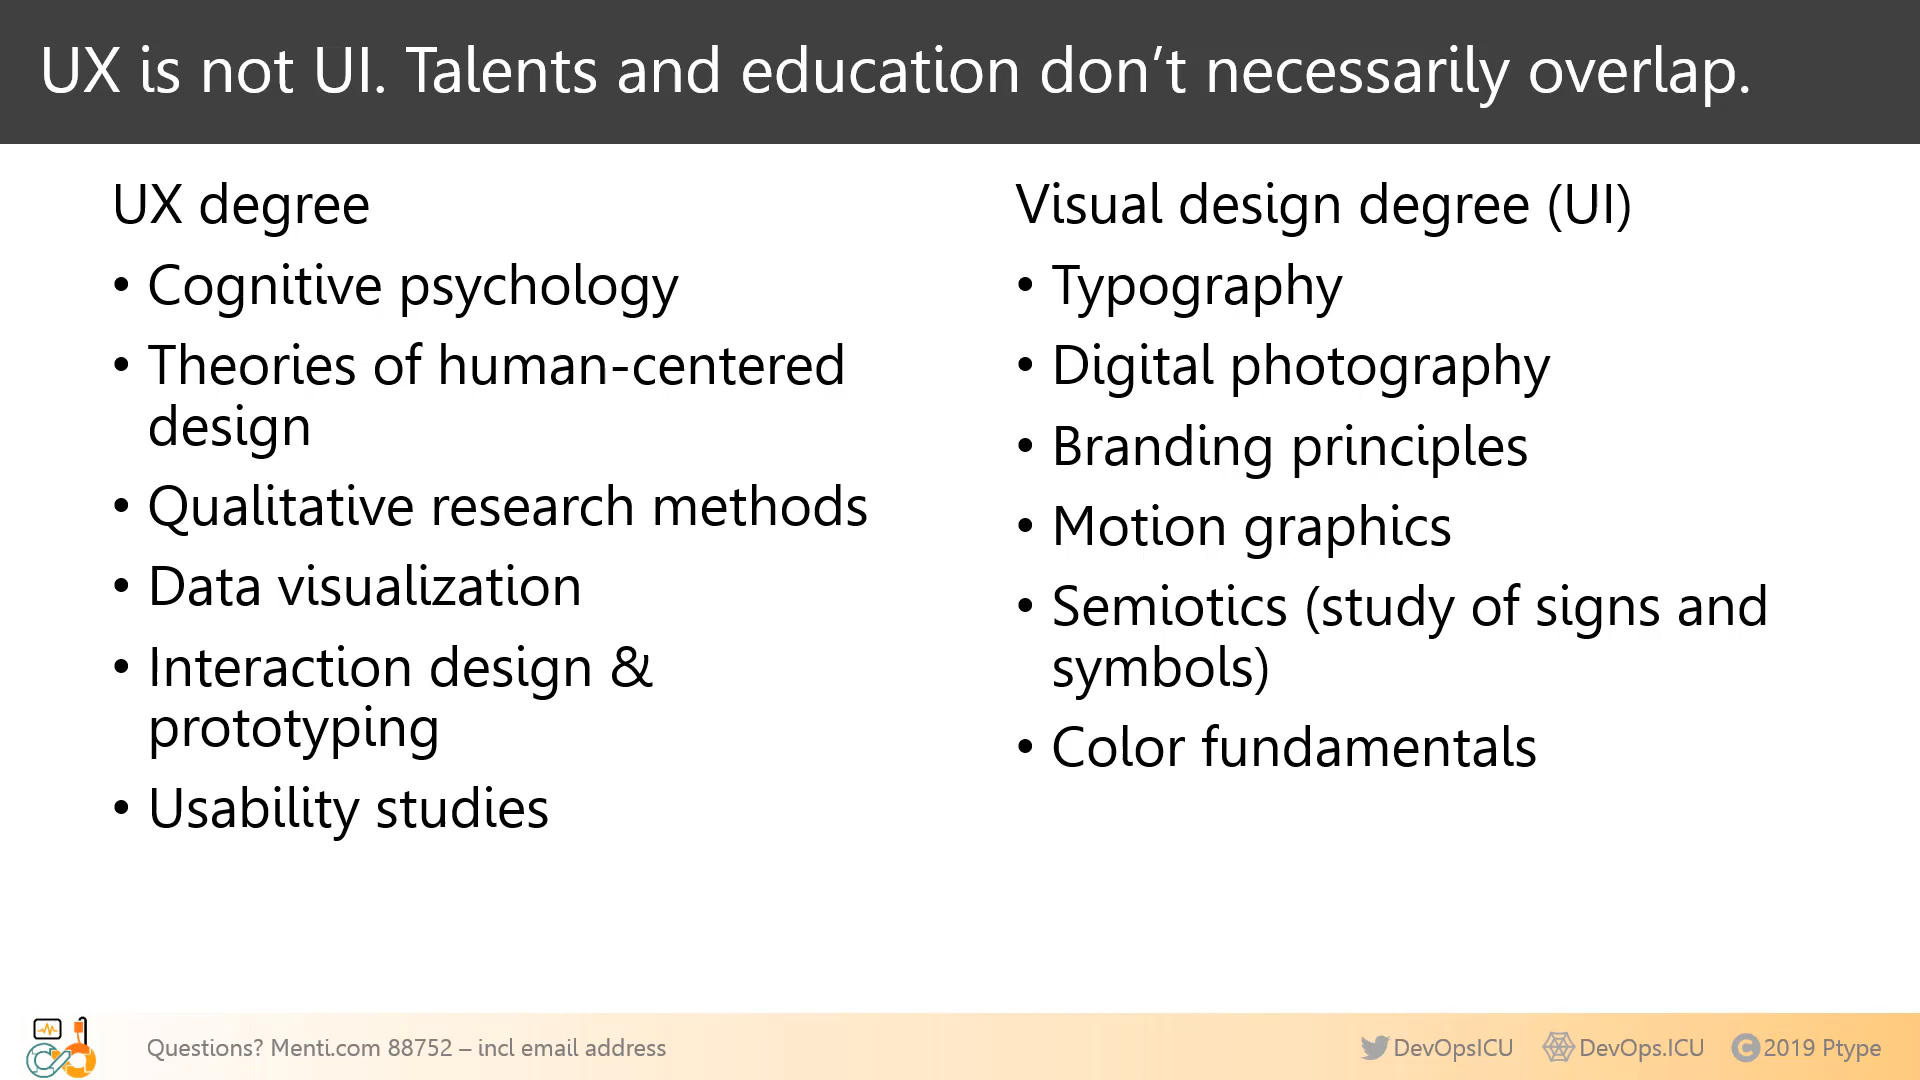 UX is not UI. Talents and education don’t necessarily overlap.
UX degree
• Cognitive psychology
• Theories of human-centered
design
• Qualitative research methods
• Data visualization
• Interaction design &
prototyping
• Usability studies
Visual design degree (UI)
• Typography
• Digital photography
• Branding principles
• Motion graphics
• Semiotics (study of signs and
symbols)
• Color fundamentals
Questions? Menti.com 88752 – incl email address
DevOpsICU
DevOps.ICU
© 2019 Ptype